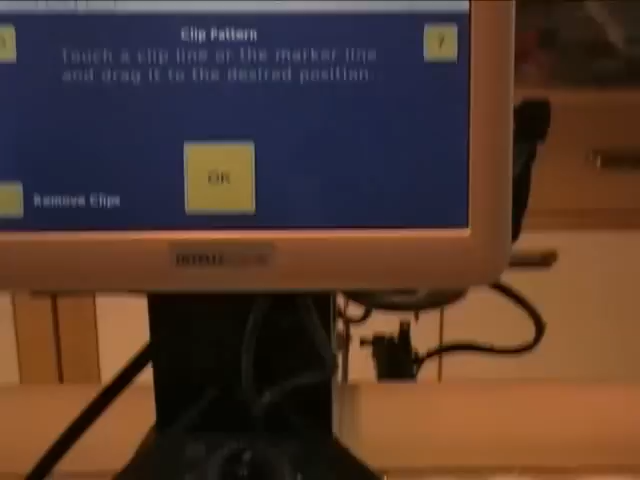 Clip Pattern
?
Touch a clip line or the marker line
and drag it to the desired position.
OK
Remove Clips